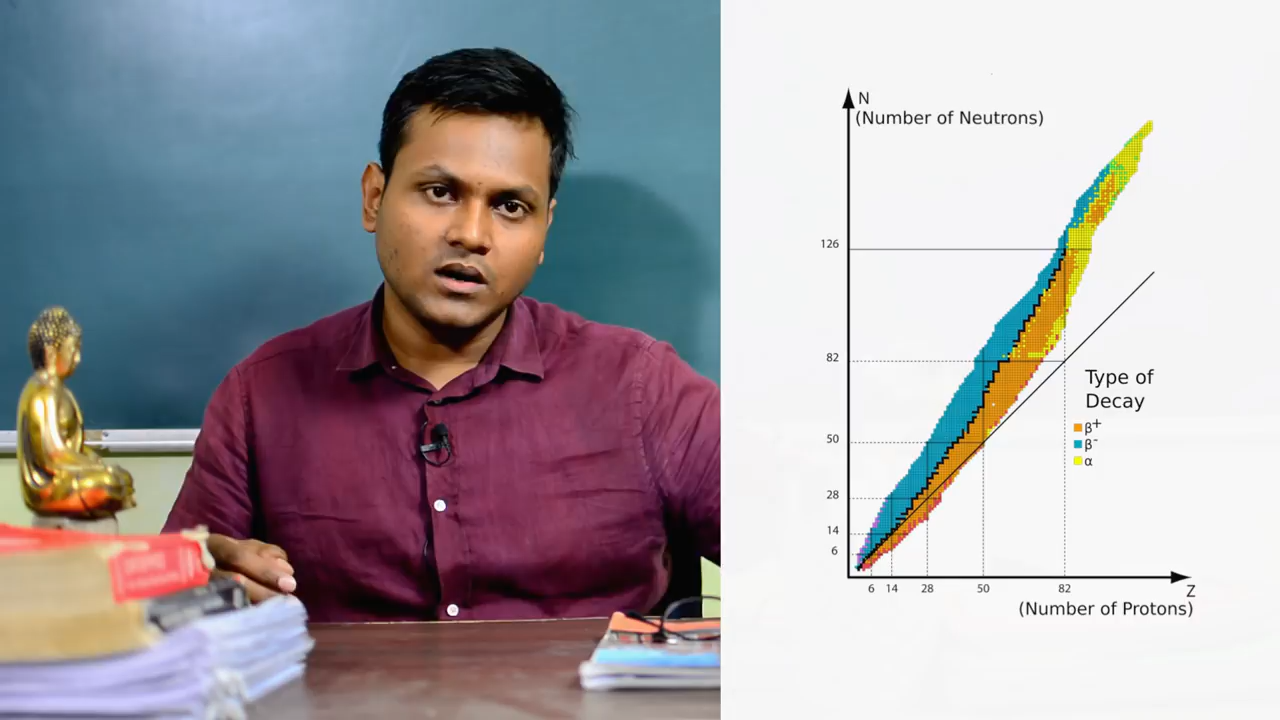 N
(Number of Neutrons)
126
82
50
28
14
6
6 14 28 50 82
Z
(Number of Protons)
Type of
Decay
β+
β-
α